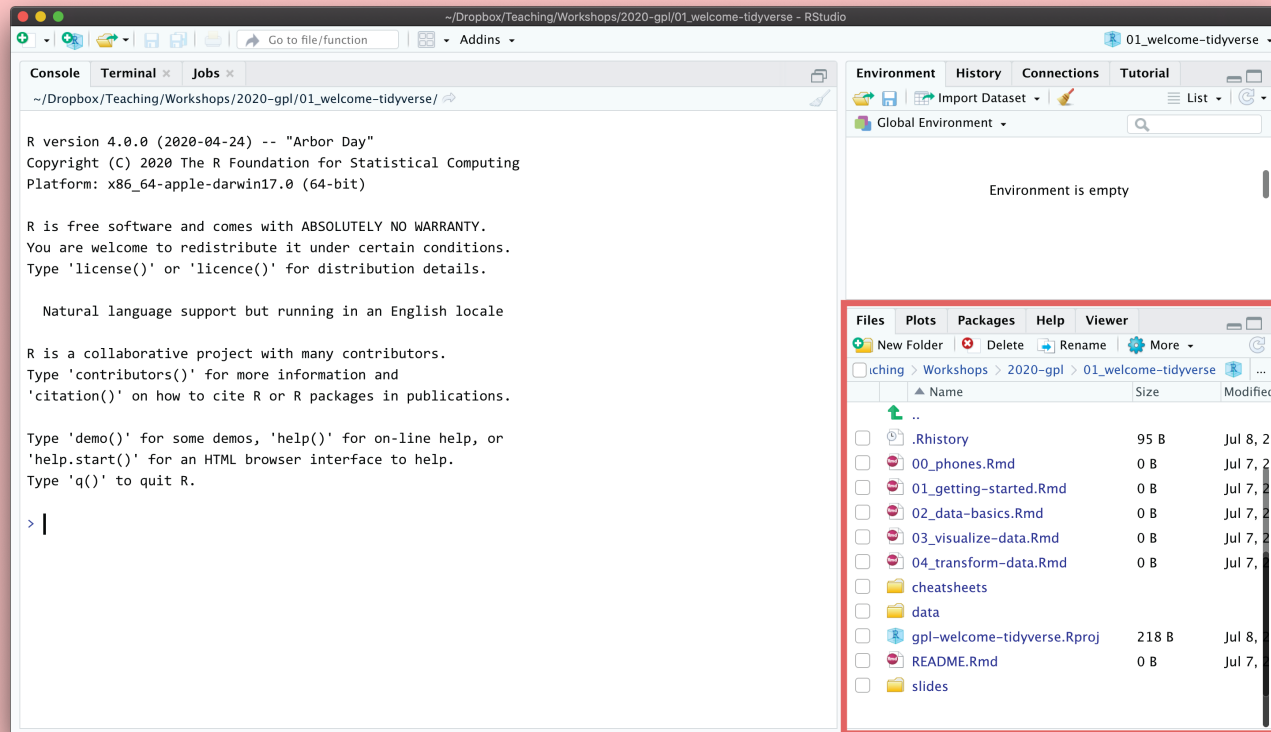 ~/Dropbox/Teaching/Workshops/2020-gpl/01_welcome-tidyverse - RStudio
Go to file/function
Addins
01_welcome-tidyverse
Console Terminal Jobs
~/Dropbox/Teaching/Workshops/2020-gpl/01_welcome-tidyverse/
R version 4.0.0 (2020-04-24) -- "Arbor Day"
Copyright (C) 2020 The R Foundation for Statistical Computing
Platform: x86_64-apple-darwin17.0 (64-bit)
R is free software and comes with ABSOLUTELY NO WARRANTY.
You are welcome to redistribute it under certain conditions.
Type 'license()' or 'licence()' for distribution details.
Natural language support but running in an English locale
R is a collaborative project with many contributors.
Type 'contributors()' for more information and
'citation()' on how to cite R or R packages in publications.
Type 'demo()' for some demos, 'help()' for on-line help, or
'help.start()' for an HTML browser interface to help.
Type 'q()' to quit R.
>
Environment History Connections Tutorial
Import Dataset List
Global Environment
Environment is empty
Files Plots Packages Help Viewer
New Folder Delete Rename More
aching > Workshops > 2020-gpl > 01_welcome-tidyverse ...
Name Size Modified
..
.Rhistory 95 B Jul 8, 2
00_phones.Rmd 0 B Jul 7, 2
01_getting-started.Rmd 0 B Jul 7, 2
02_data-basics.Rmd 0 B Jul 7, 2
03_visualize-data.Rmd 0 B Jul 7, 2
04_transform-data.Rmd 0 B Jul 7, 2
cheatsheets
data
gpl-welcome-tidyverse.Rproj 218 B Jul 8, 2
README.Rmd 0 B Jul 7, 2
slides